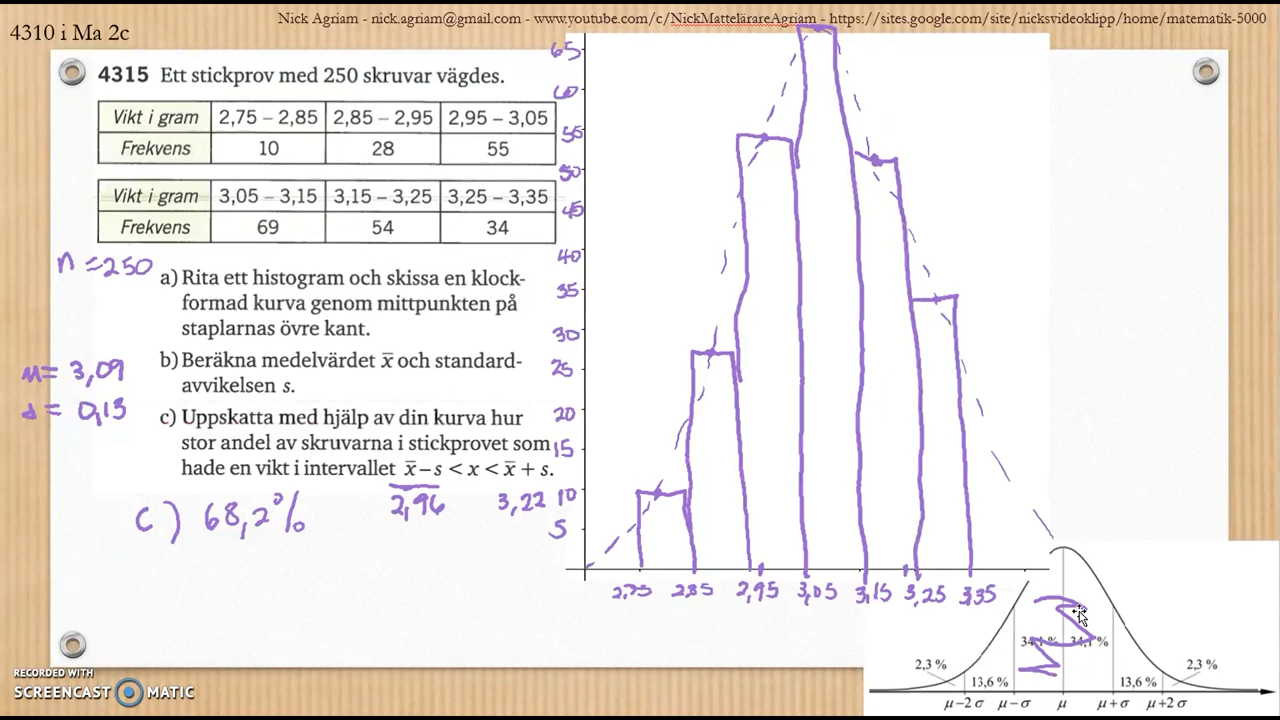 Nick Agriam - nick.agriam@gmail.com - www.youtube.com/c/NickMattelärareAgriam - https://sites.google.com/site/nicksvideoklipp/home/matematik-5000
4310 i Ma 2c
4315 Ett stickprov med 250 skruvar vägdes.
Vikt i gram 2,75 – 2,85 2,85 – 2,95 2,95 – 3,05
Frekvens 10 28 55
Vikt i gram 3,05 – 3,15 3,15 – 3,25 3,25 – 3,35
Frekvens 69 54 34
n = 250
a) Rita ett histogram och skissa en klock-
formad kurva genom mittpunkten på
staplarnas övre kant.
b) Beräkna medelvärdet x̄ och standard-
avvikelsen s.
μ = 3,09
s = 0,13
c) Uppskatta med hjälp av din kurva hur
stor andel av skruvarna i stickprovet som
hade en vikt i intervallet x̄ – s < x < x̄ + s.
2,96 3,22
c) 68,2%
65
60
55
50
45
40
35
30
25
20
15
10
5
2,75 2,85 2,95 3,05 3,15 3,25 3,35
34,1 % 34,1 %
2,3 % 13,6 % 13,6 % 2,3 %
μ−2σ μ−σ μ μ+σ μ+2σ
RECORDED WITH
SCREENCAST MATIC